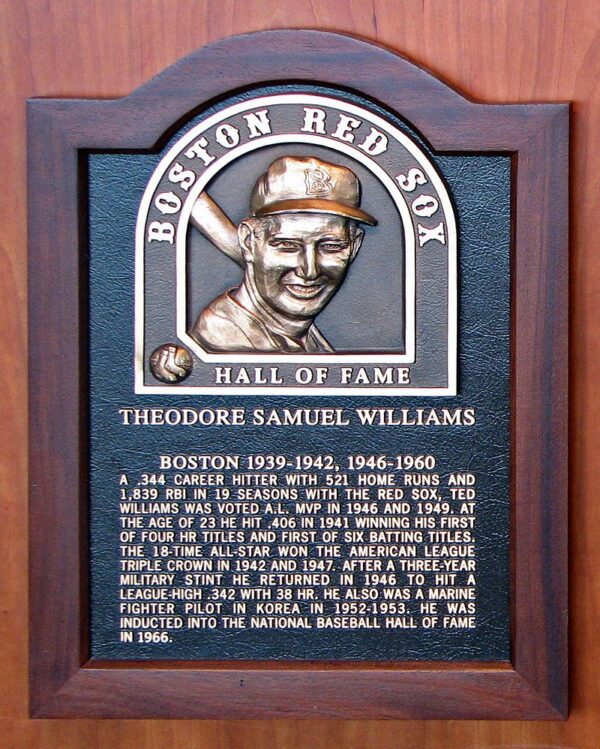 BOSTON RED SOX
B
HALL OF FAME
THEODORE SAMUEL WILLIAMS
BOSTON 1939-1942, 1946-1960
A .344 CAREER HITTER WITH 521 HOME RUNS AND
1,839 RBI IN 19 SEASONS WITH THE RED SOX, TED
WILLIAMS WAS VOTED A.L. MVP IN 1946 AND 1949. AT
THE AGE OF 23 HE HIT .406 IN 1941 WINNING HIS FIRST
OF FOUR HR TITLES AND FIRST OF SIX BATTING TITLES.
THE 18-TIME ALL-STAR WON THE AMERICAN LEAGUE
TRIPLE CROWN IN 1942 AND 1947. AFTER A THREE-YEAR
MILITARY STINT HE RETURNED IN 1946 TO HIT A
LEAGUE-HIGH .342 WITH 38 HR. HE ALSO WAS A MARINE
FIGHTER PILOT IN KOREA IN 1952-1953. HE WAS
INDUCTED INTO THE NATIONAL BASEBALL HALL OF FAME
IN 1966.